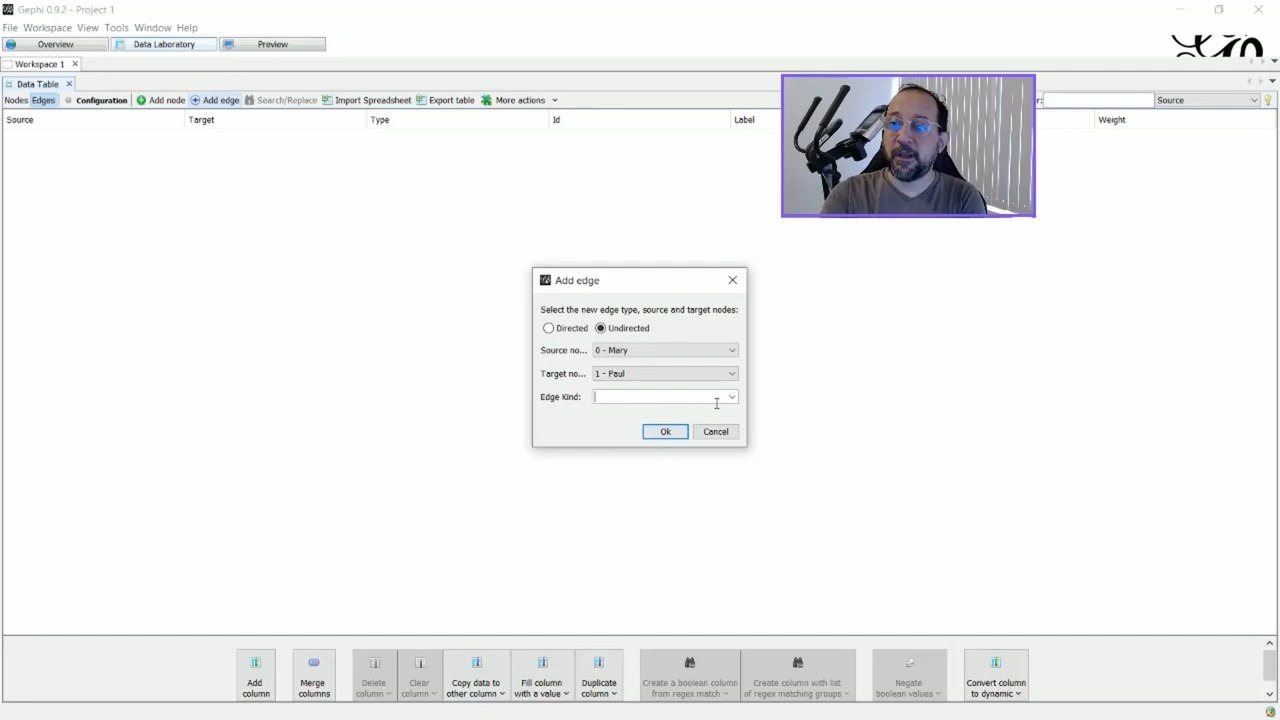 Gephi 0.9.2 - Project 1
File Workspace View Tools Window Help
Overview Data Laboratory Preview
Workspace 1
Data Table
Nodes Edges Configuration Add node Add edge Search/Replace Import Spreadsheet Export table More actions Source
Source Target Type Id Label Weight
Add edge
Select the new edge type, source and target nodes:
Directed Undirected
Source no... 0 - Mary
Target no... 1 - Paul
Edge Kind:
Ok Cancel
Add column
Merge columns
Delete column
Clear column
Copy data to other column
Fill column with a value
Duplicate column
Create a boolean column from regex match
Create column with list of regex matching groups
Negate boolean values
Convert column to dynamic